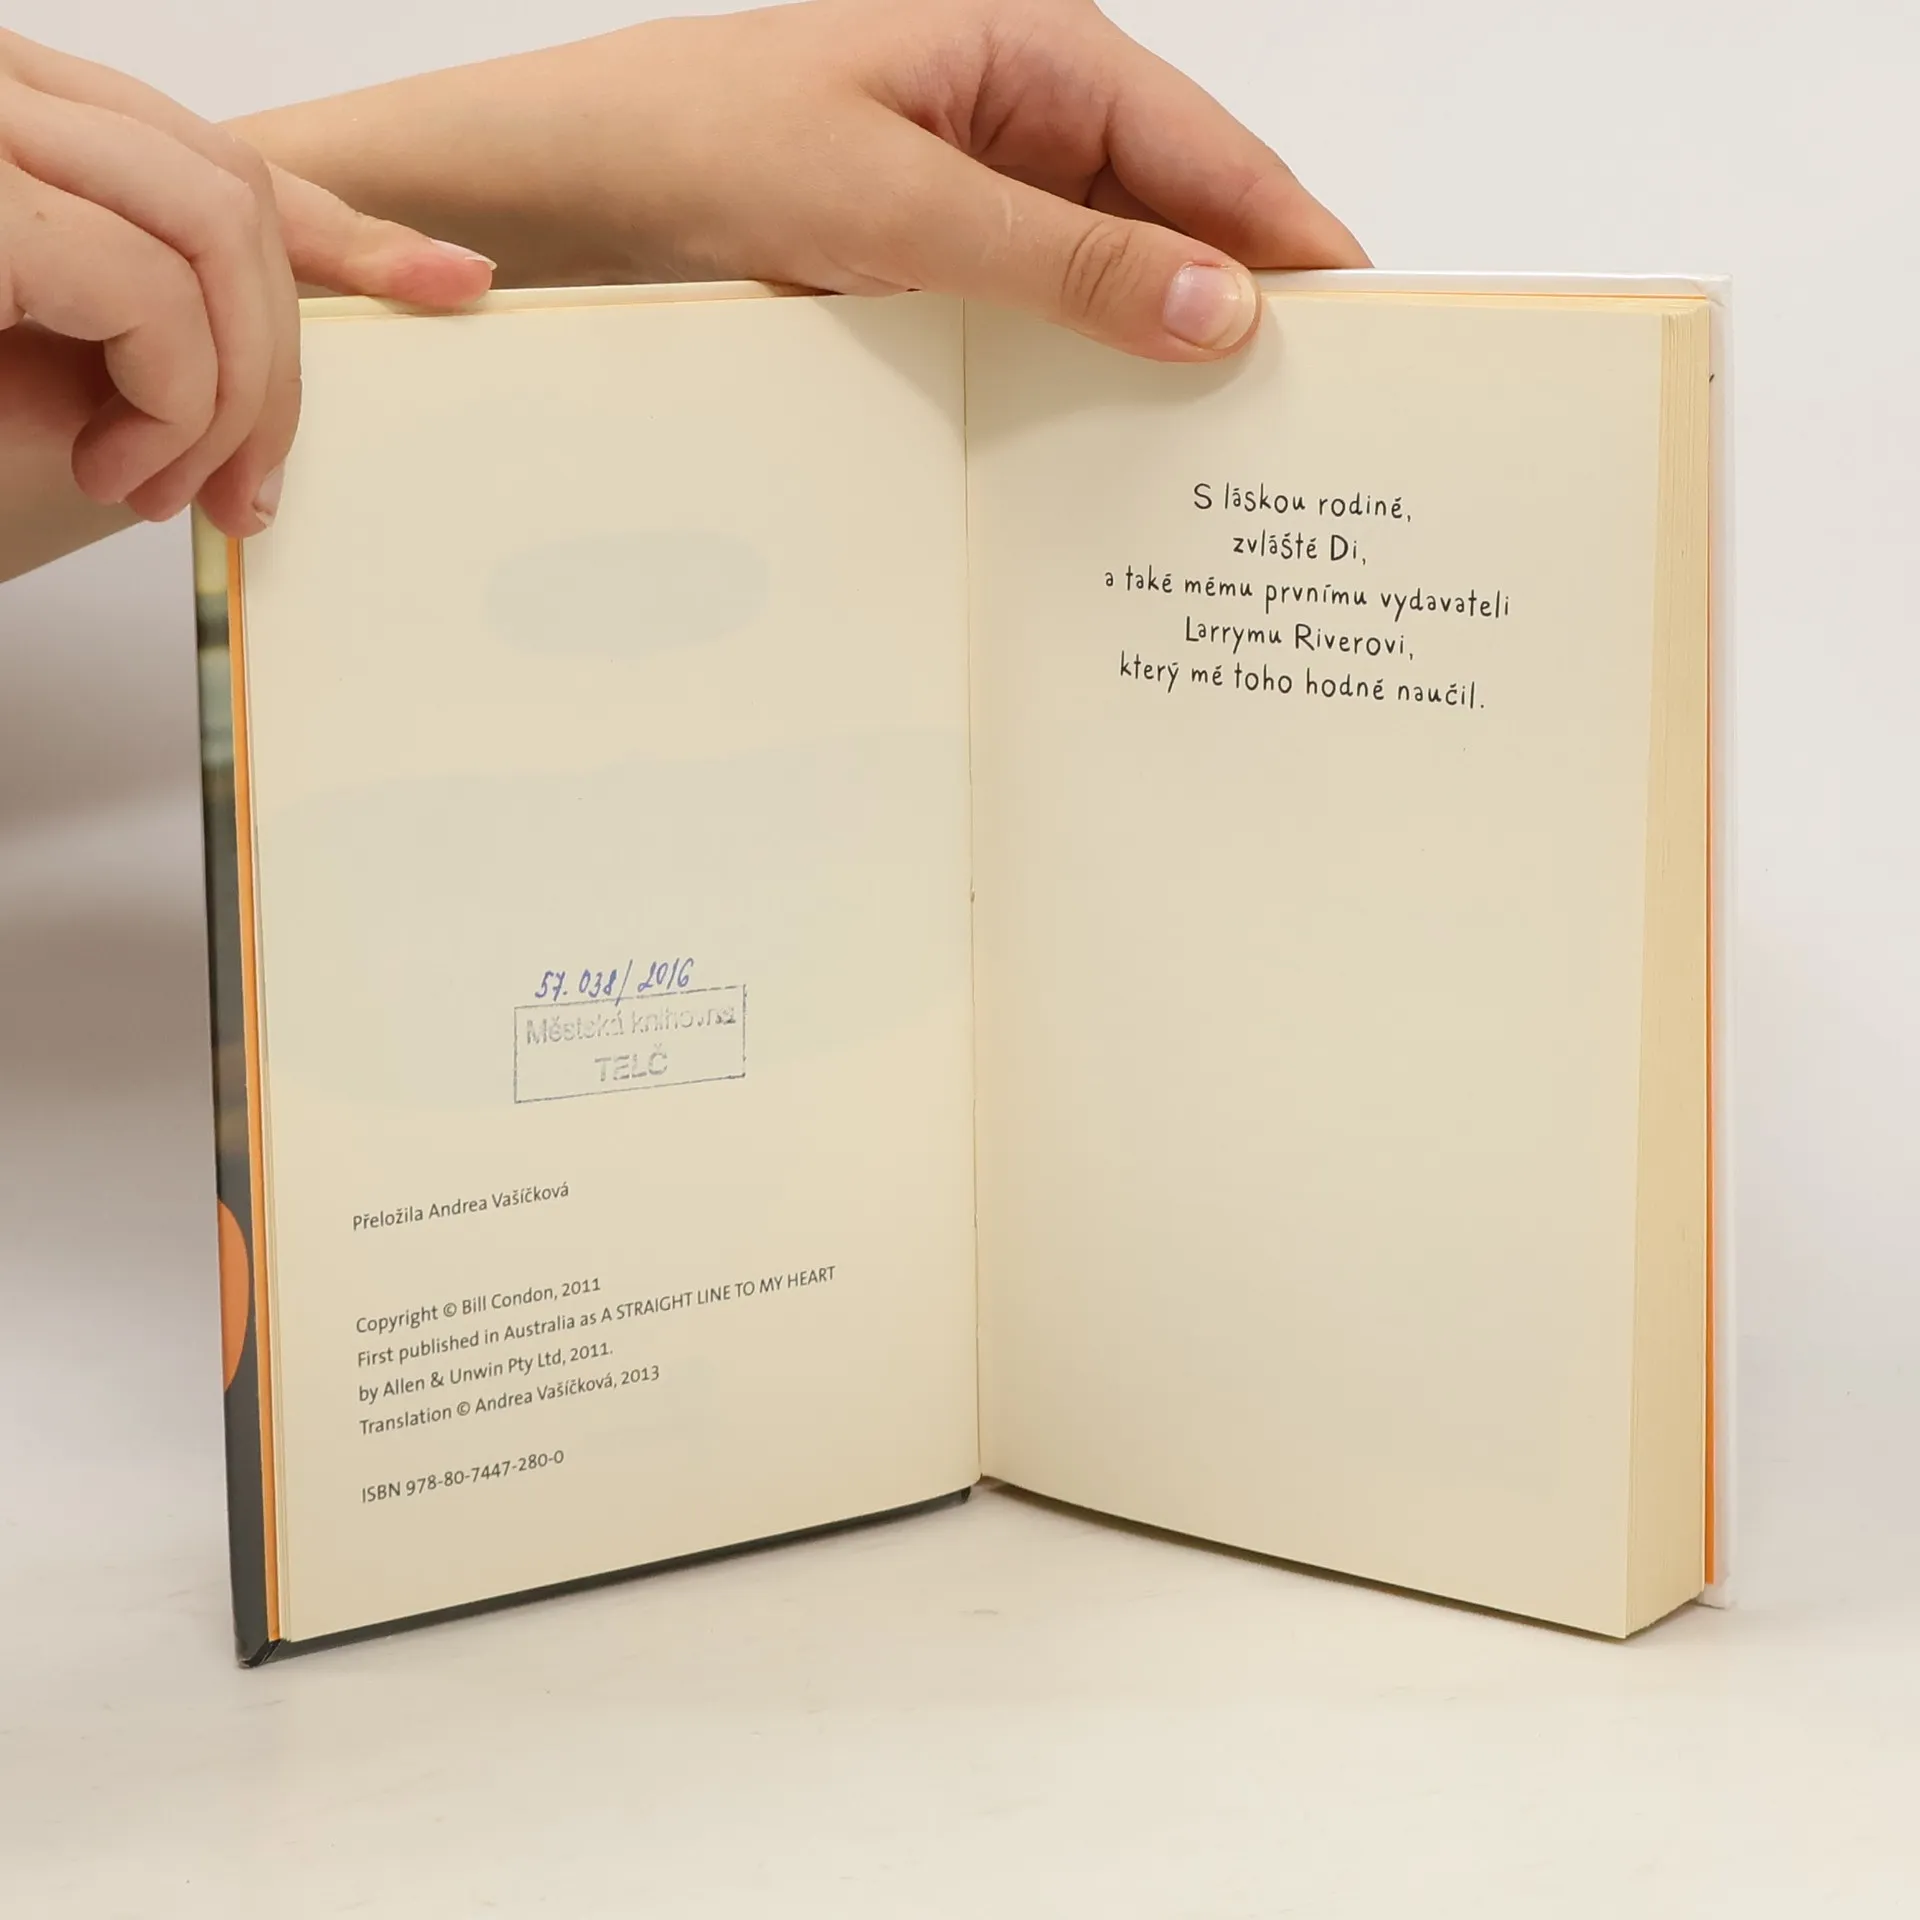 57.038/2016
Městská knihovna
TELČ
Přeložila Andrea Vašíčková
Copyright © Bill Condon, 2011
First published in Australia as A STRAIGHT LINE TO MY HEART
by Allen & Unwin Pty Ltd, 2011.
Translation © Andrea Vašíčková, 2013
ISBN 978-80-7447-280-0
S láskou rodině,
zvláště Di,
a také mému prvnímu vydavateli
Larrymu Riverovi,
který mě toho hodně naučil.